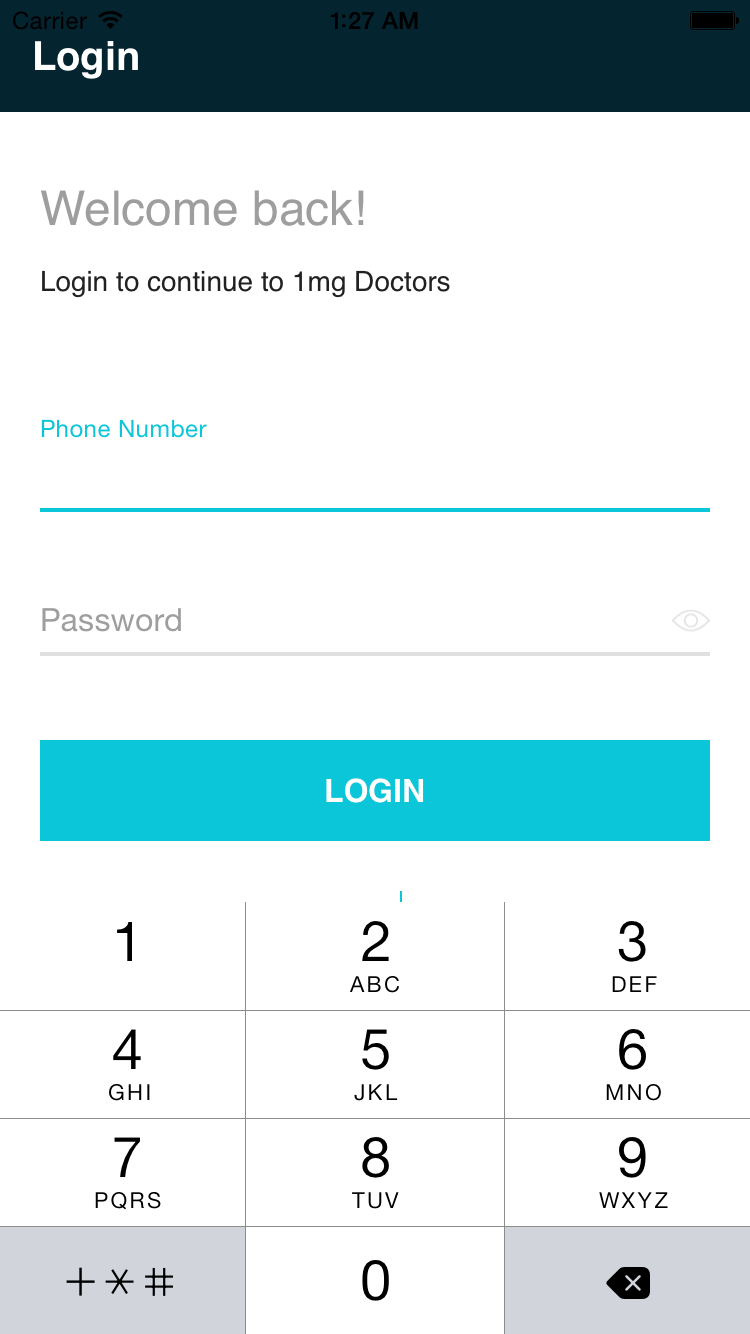 Carrier 1:27 AM
Login
Welcome back!
Login to continue to 1mg Doctors
Phone Number
Password
LOGIN
1 2 3
ABC DEF
4 5 6
GHI JKL MNO
7 8 9
PQRS TUV WXYZ
+*# 0